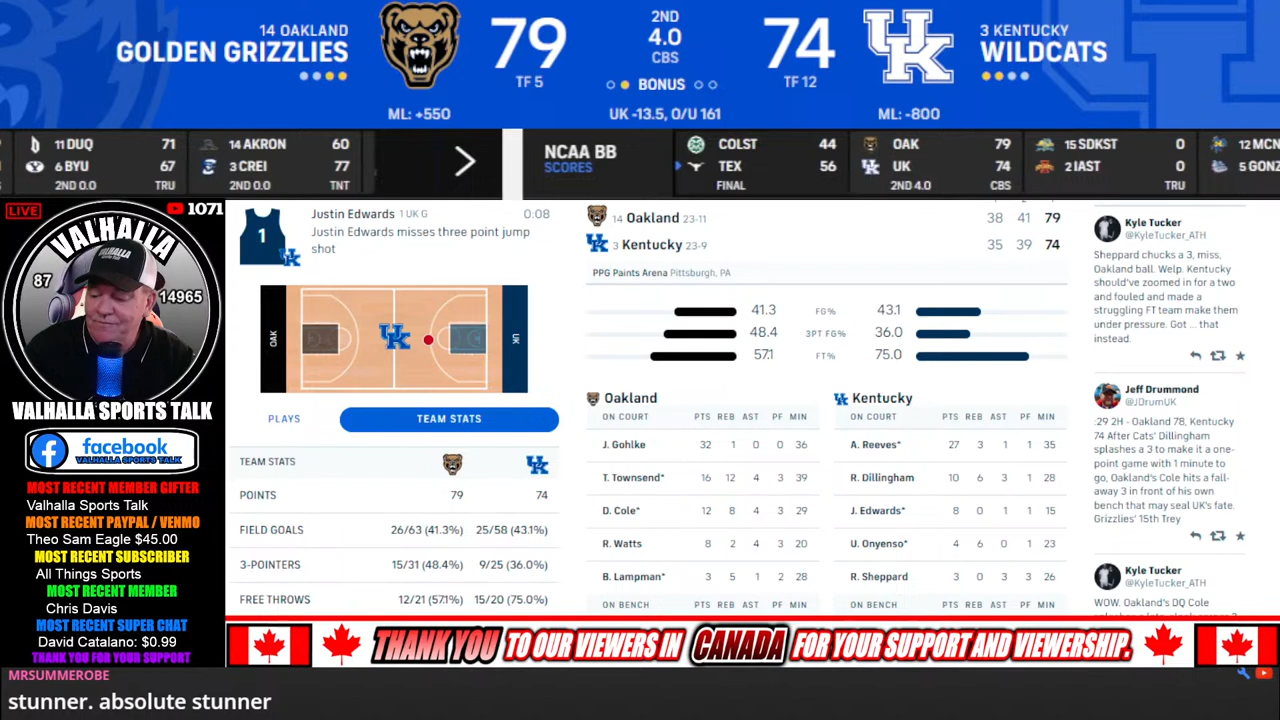 14 OAKLAND
GOLDEN GRIZZLIES
79
TF 5
2ND
4.0
CBS
BONUS
74
TF 12
3 KENTUCKY
WILDCATS
ML: +550
UK -13.5, O/U 161
ML: -800
11 DUQ 71
6 BYU 67
2ND 0.0 TRU
14 AKRON 60
3 CREI 77
2ND 0.0 TNT
NCAA BB
SCORES
COLST 44
TEX 56
FINAL
OAK 79
UK 74
2ND 4.0 CBS
15 SDKST 0
2 IAST 0
TRU
12 MCN
5 GONZ
LIVE
1071
VALHALLA
87
14965
VALHALLA
VALHALLA SPORTS TALK
facebook
VALHALLA SPORTS TALK
MOST RECENT MEMBER GIFTER
Valhalla Sports Talk
MOST RECENT PAYPAL / VENMO
Theo Sam Eagle $45.00
MOST RECENT SUBSCRIBER
All Things Sports
MOST RECENT MEMBER
Chris Davis
MOST RECENT SUPER CHAT
David Catalano: $0.99
THANK YOU FOR YOUR SUPPORT
1
Justin Edwards 1 UK G 0:08
Justin Edwards misses three point jump
shot
OAK
UK
UK
PLAYS
TEAM STATS
TEAM STATS
POINTS 79 74
FIELD GOALS 26/63 (41.3%) 25/58 (43.1%)
3-POINTERS 15/31 (48.4%) 9/25 (36.0%)
FREE THROWS 12/21 (57.1%) 15/20 (75.0%)
14 Oakland 23-11 38 41 79
3 Kentucky 23-9 35 39 74
PPG Paints Arena Pittsburgh, PA
41.3 FG% 43.1
48.4 3PT FG% 36.0
57.1 FT% 75.0
Oakland
ON COURT PTS REB AST PF MIN
J. Gohlke 32 1 0 0 36
T. Townsend* 16 12 4 3 39
D. Cole* 12 8 4 3 29
R. Watts 8 2 4 3 20
B. Lampman* 3 5 1 2 28
ON BENCH PTS REB AST PF MIN
Kentucky
ON COURT PTS REB AST PF MIN
A. Reeves* 27 3 1 1 35
R. Dillingham 10 6 3 1 28
J. Edwards* 8 0 1 1 15
U. Onyenso* 4 6 0 1 23
R. Sheppard 3 0 3 3 26
ON BENCH PTS REB AST PF MIN
Kyle Tucker
@KyleTucker_ATH
Sheppard chucks a 3, miss,
Oakland ball. Welp. Kentucky
should've zoomed in for a two
and fouled and made a
struggling FT team make them
under pressure. Got ... that
instead.
Jeff Drummond
@JDrumUK
:29 2H - Oakland 78, Kentucky
74 After Cats' Dillingham
splashes a 3 to make it a one-
point game with 1 minute to
go, Oakland's Cole hits a fall-
away 3 in front of his own
bench that may seal UK's fate.
Grizzlies' 15th Trey
Kyle Tucker
@KyleTucker_ATH
WOW. Oakland's DQ Cole
THANK YOU TO OUR VIEWERS IN CANADA FOR YOUR SUPPORT AND VIEWERSHIP.
MRSUMMEROBE
stunner. absolute stunner